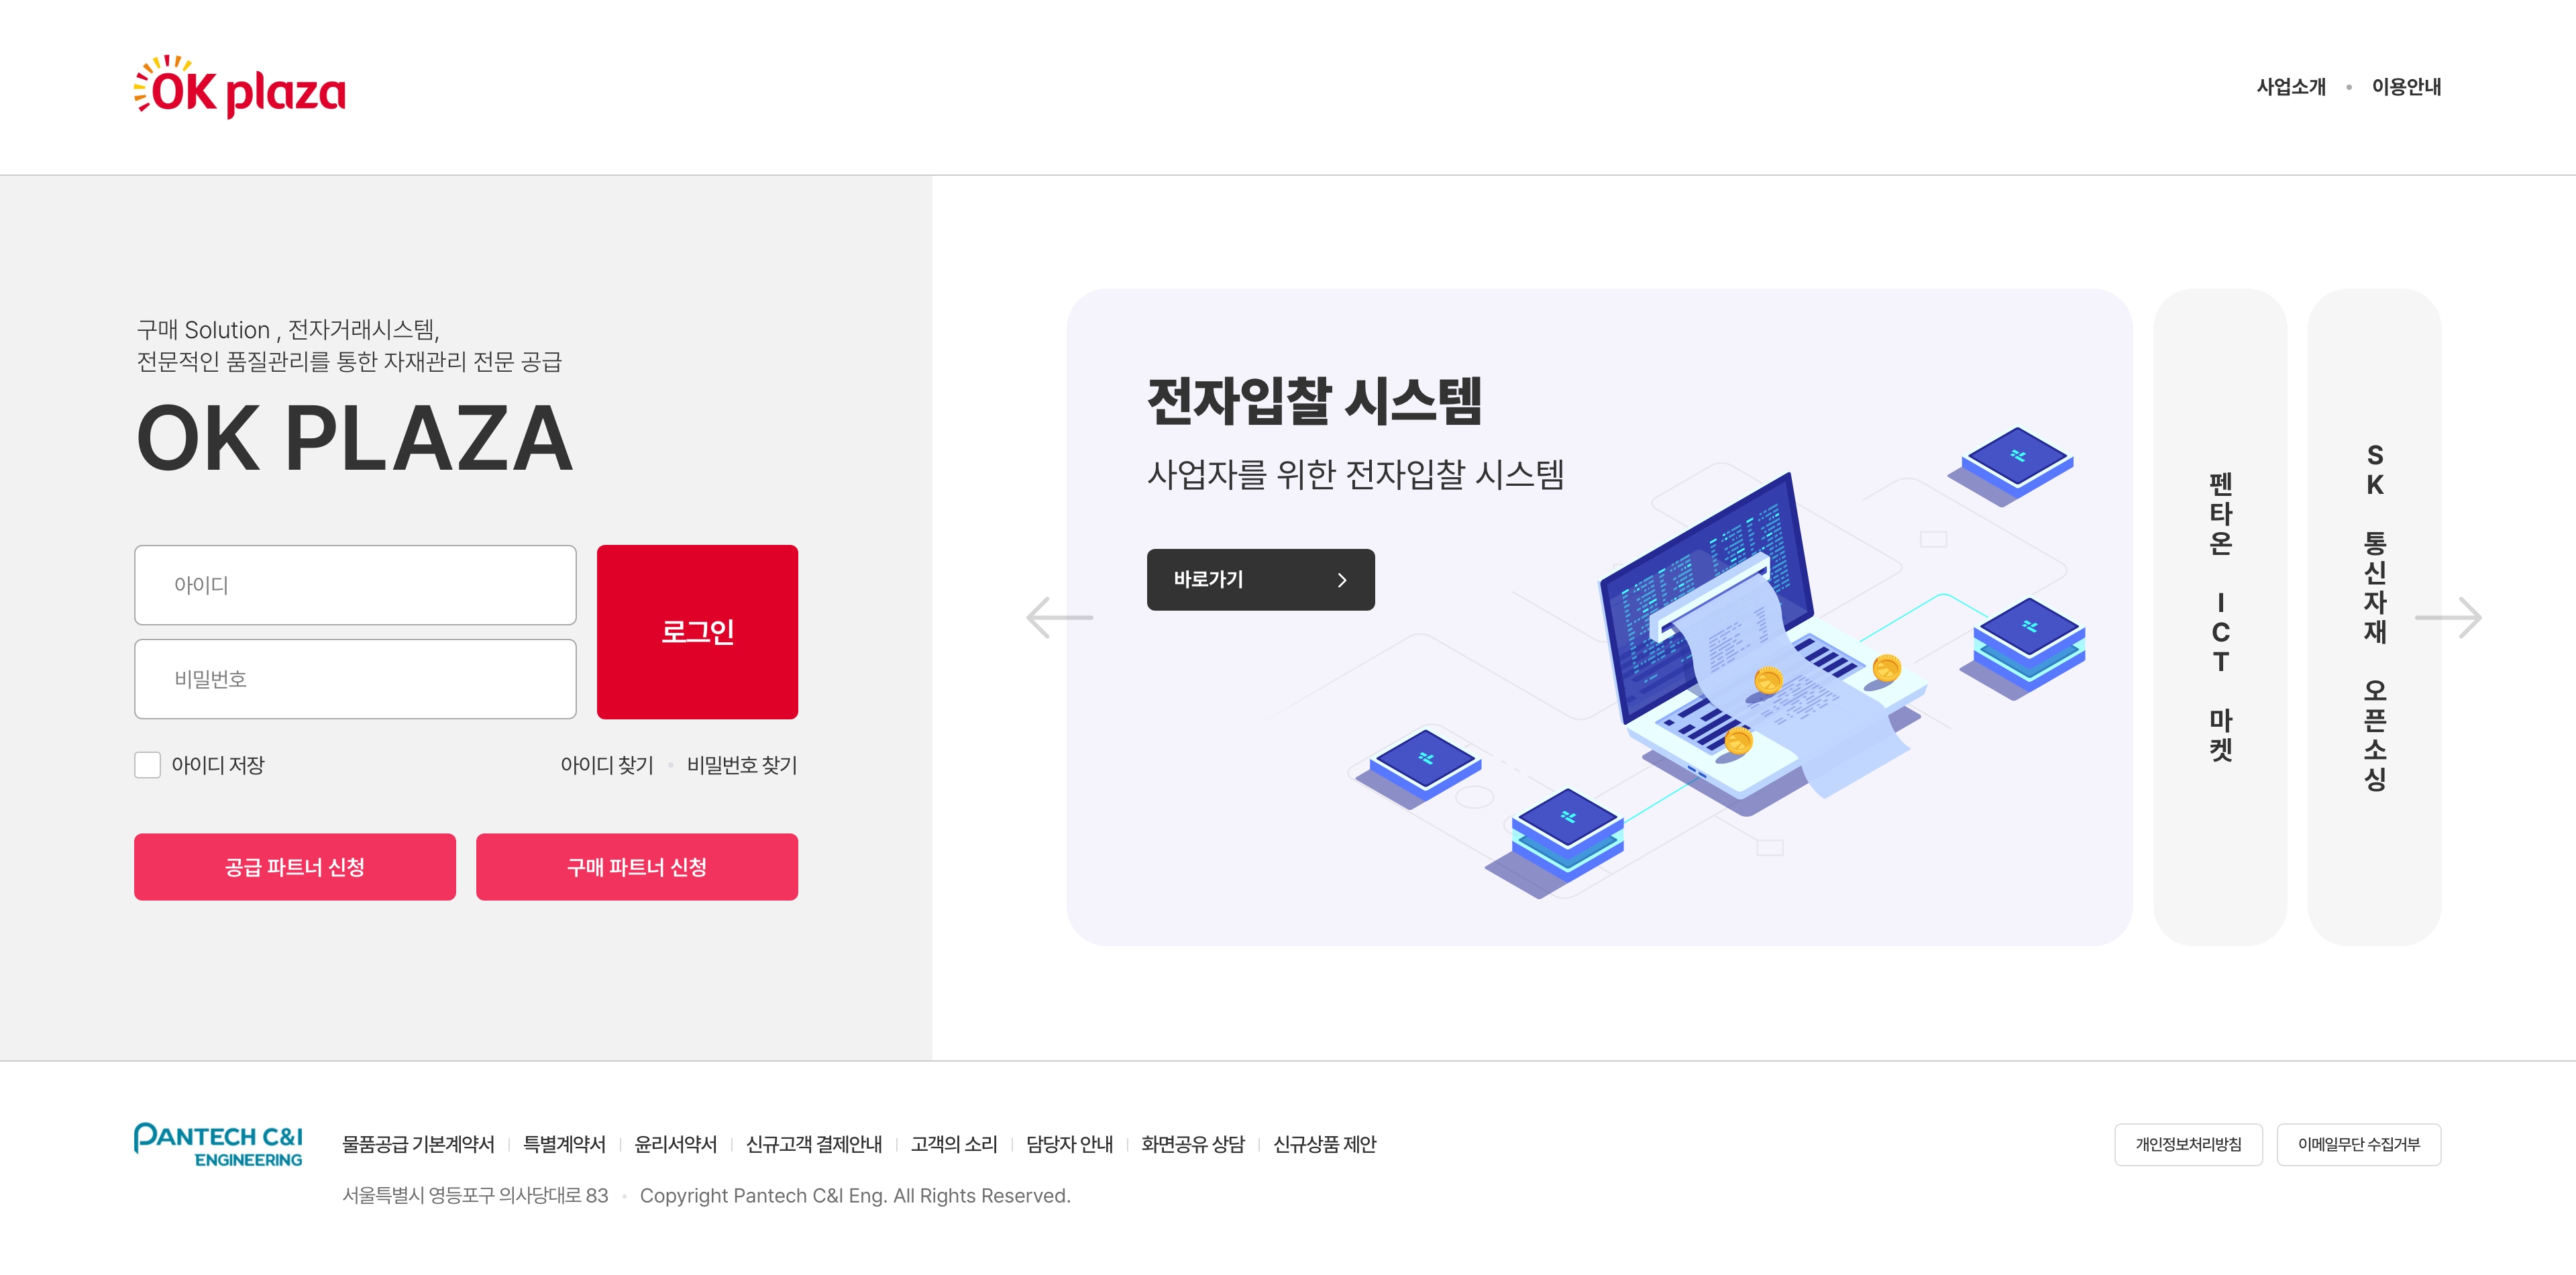 OK plaza
사업소개 • 이용안내
구매 Solution , 전자거래시스템,
전문적인 품질관리를 통한 자재관리 전문 공급
OK PLAZA
아이디
비밀번호
로그인
아이디 저장
아이디 찾기 • 비밀번호 찾기
공급 파트너 신청
구매 파트너 신청
전자입찰 시스템
사업자를 위한 전자입찰 시스템
바로가기
펜타온 ICT 마켓
SK 통신자재 오픈소싱
PANTECH C&I
ENGINEERING
물품공급 기본계약서 | 특별계약서 | 윤리서약서 | 신규고객 결제안내 | 고객의 소리 | 담당자 안내 | 화면공유 상담 | 신규상품 제안
서울특별시 영등포구 의사당대로 83 • Copyright Pantech C&I Eng. All Rights Reserved.
개인정보처리방침
이메일무단 수집거부